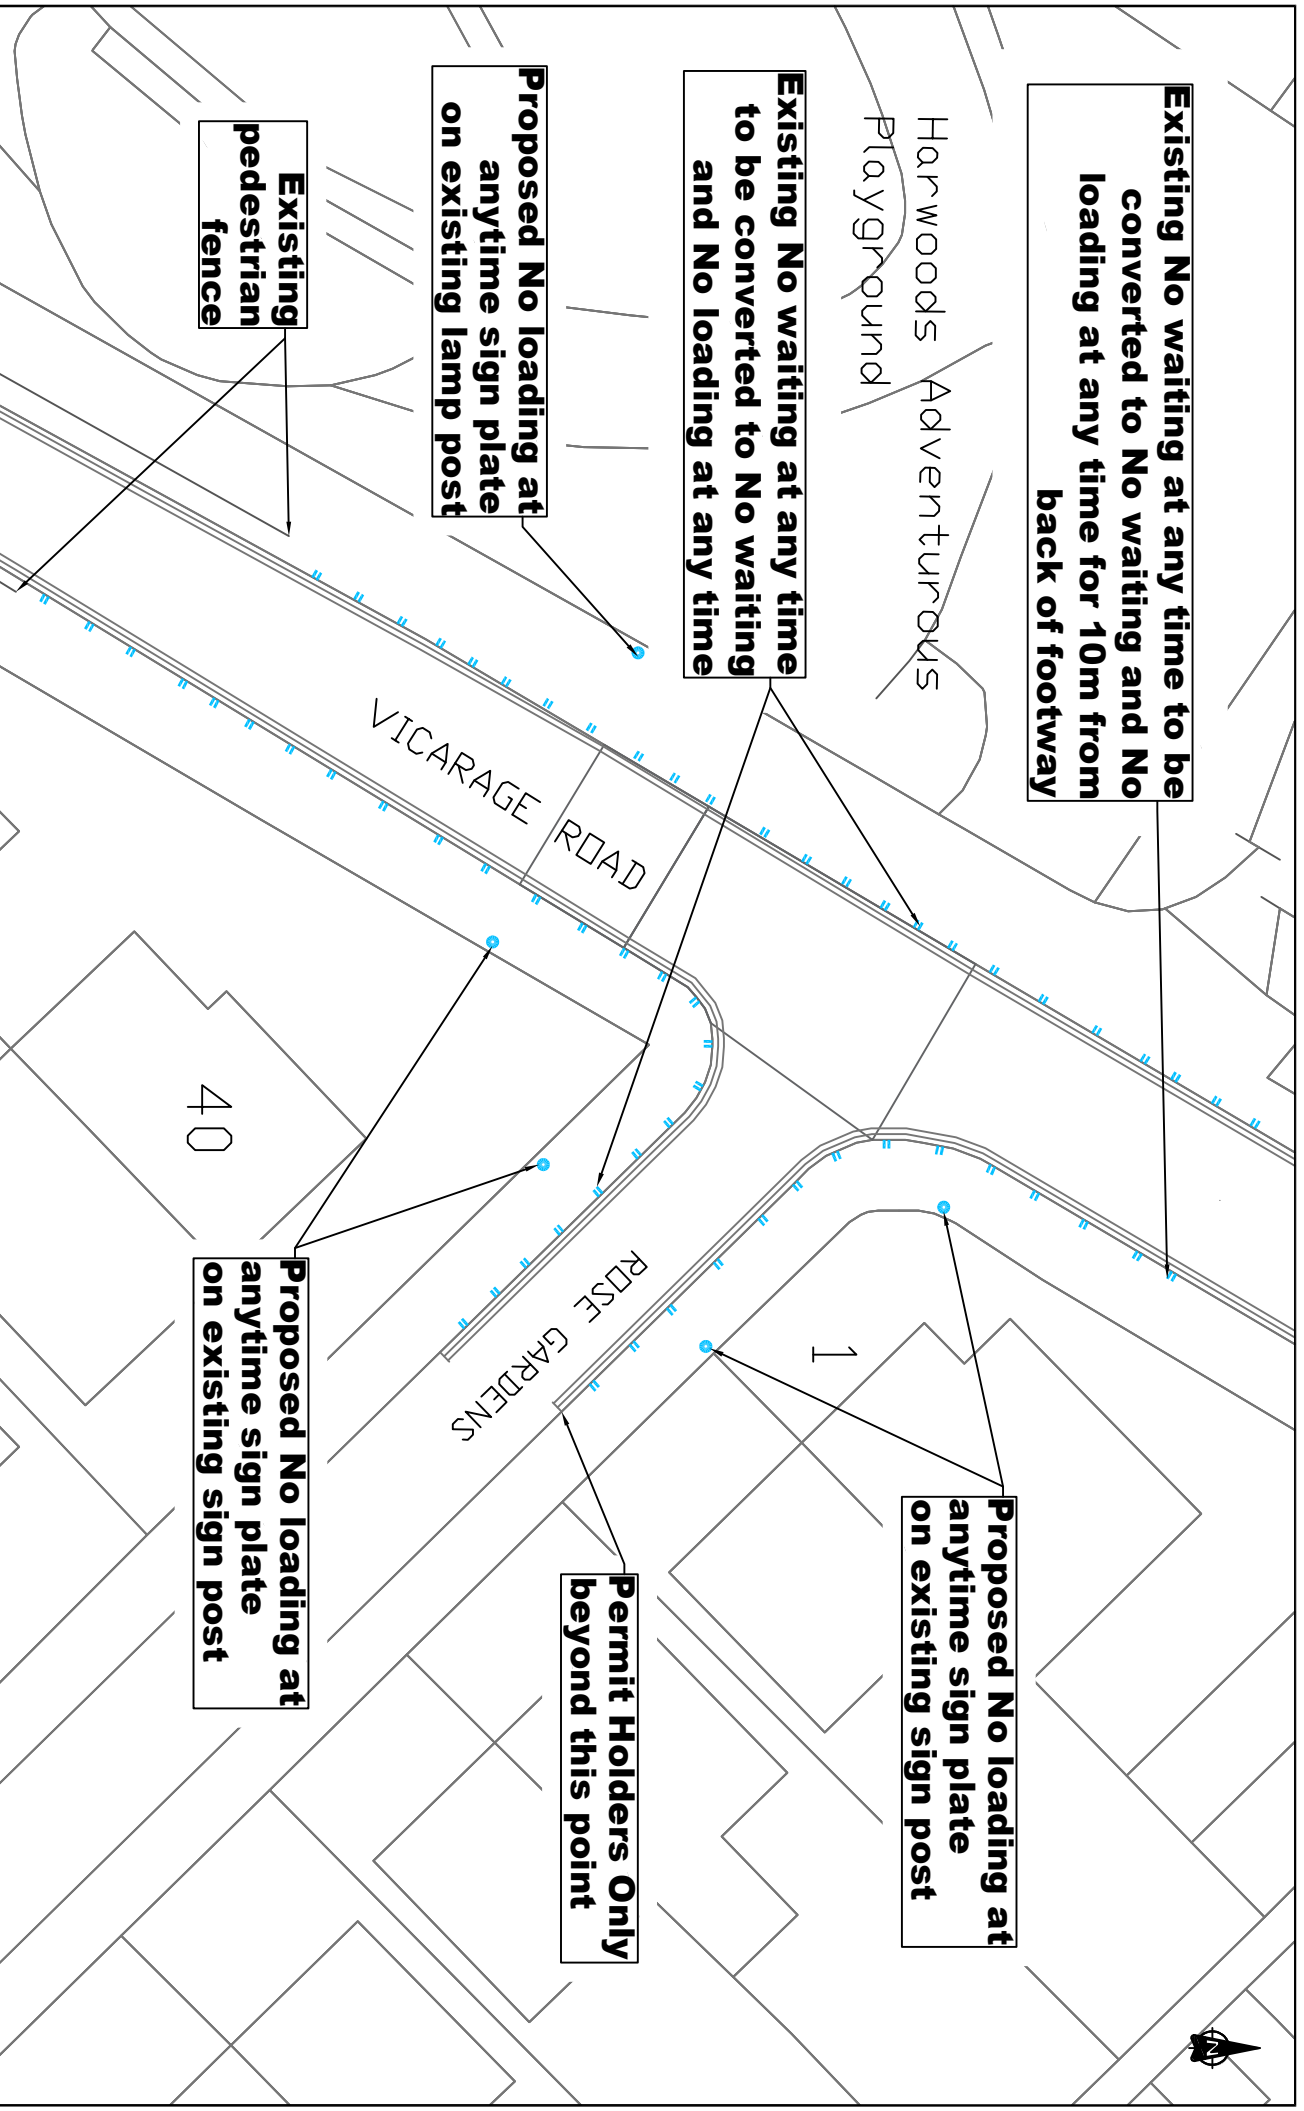 Existing No waiting at any time to be
converted to No waiting and No
loading at any time for 10m from
back of footway
Harwoods Adventurous
Playground
Existing No waiting at any time
to be converted to No waiting
and No loading at any time
Proposed No loading at
anytime sign plate
on existing lamp post
Existing
pedestrian
fence
VICARAGE ROAD
40
ROSE GARDENS
1
Proposed No loading at
anytime sign plate
on existing sign post
Permit Holders Only
beyond this point
Proposed No loading at
anytime sign plate
on existing sign post
N